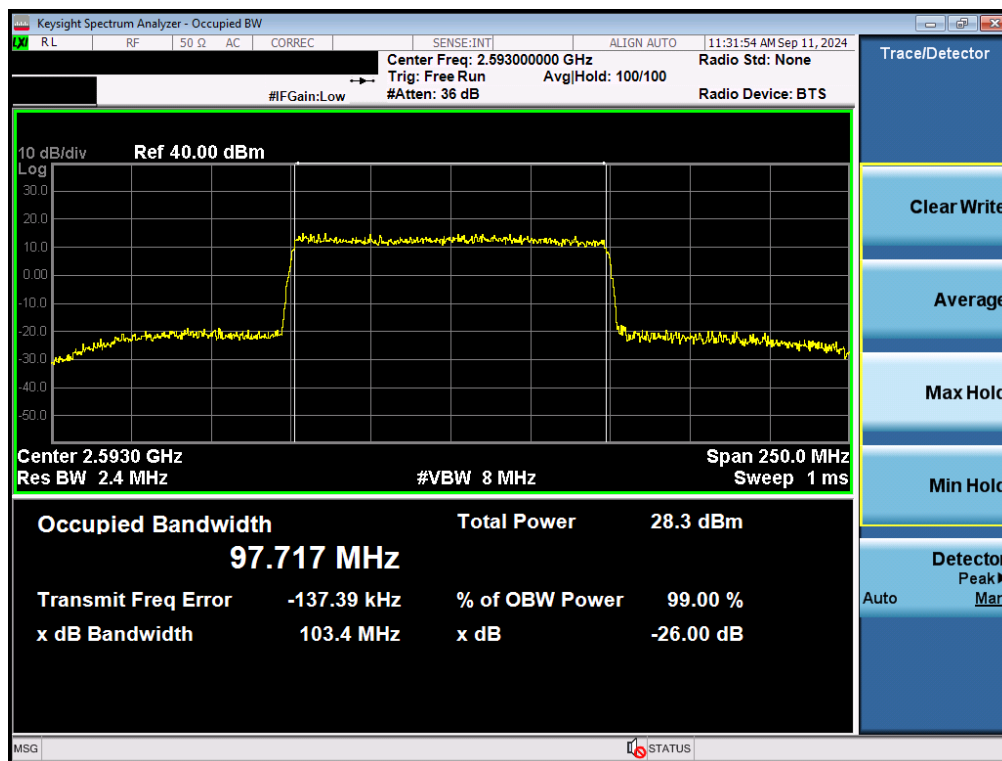 Keysight Spectrum Analyzer - Occupied BW
LXI RL RF 50 Ω AC CORREC SENSE:INT ALIGN AUTO 11:31:54 AM Sep 11, 2024
Center Freq: 2.593000000 GHz Radio Std: None
Trig: Free Run Avg|Hold: 100/100
#IFGain:Low #Atten: 36 dB Radio Device: BTS
Trace/Detector
10 dB/div Ref 40.00 dBm
Log
30.0
20.0
10.0
0.00
-10.0
-20.0
-30.0
-40.0
-50.0
Center 2.5930 GHz Span 250.0 MHz
Res BW 2.4 MHz #VBW 8 MHz Sweep 1 ms
Occupied Bandwidth Total Power 28.3 dBm
97.717 MHz
Transmit Freq Error -137.39 kHz % of OBW Power 99.00 %
x dB Bandwidth 103.4 MHz x dB -26.00 dB
Clear Write
Average
Max Hold
Min Hold
Detector
Peak
Auto Man
MSG STATUS